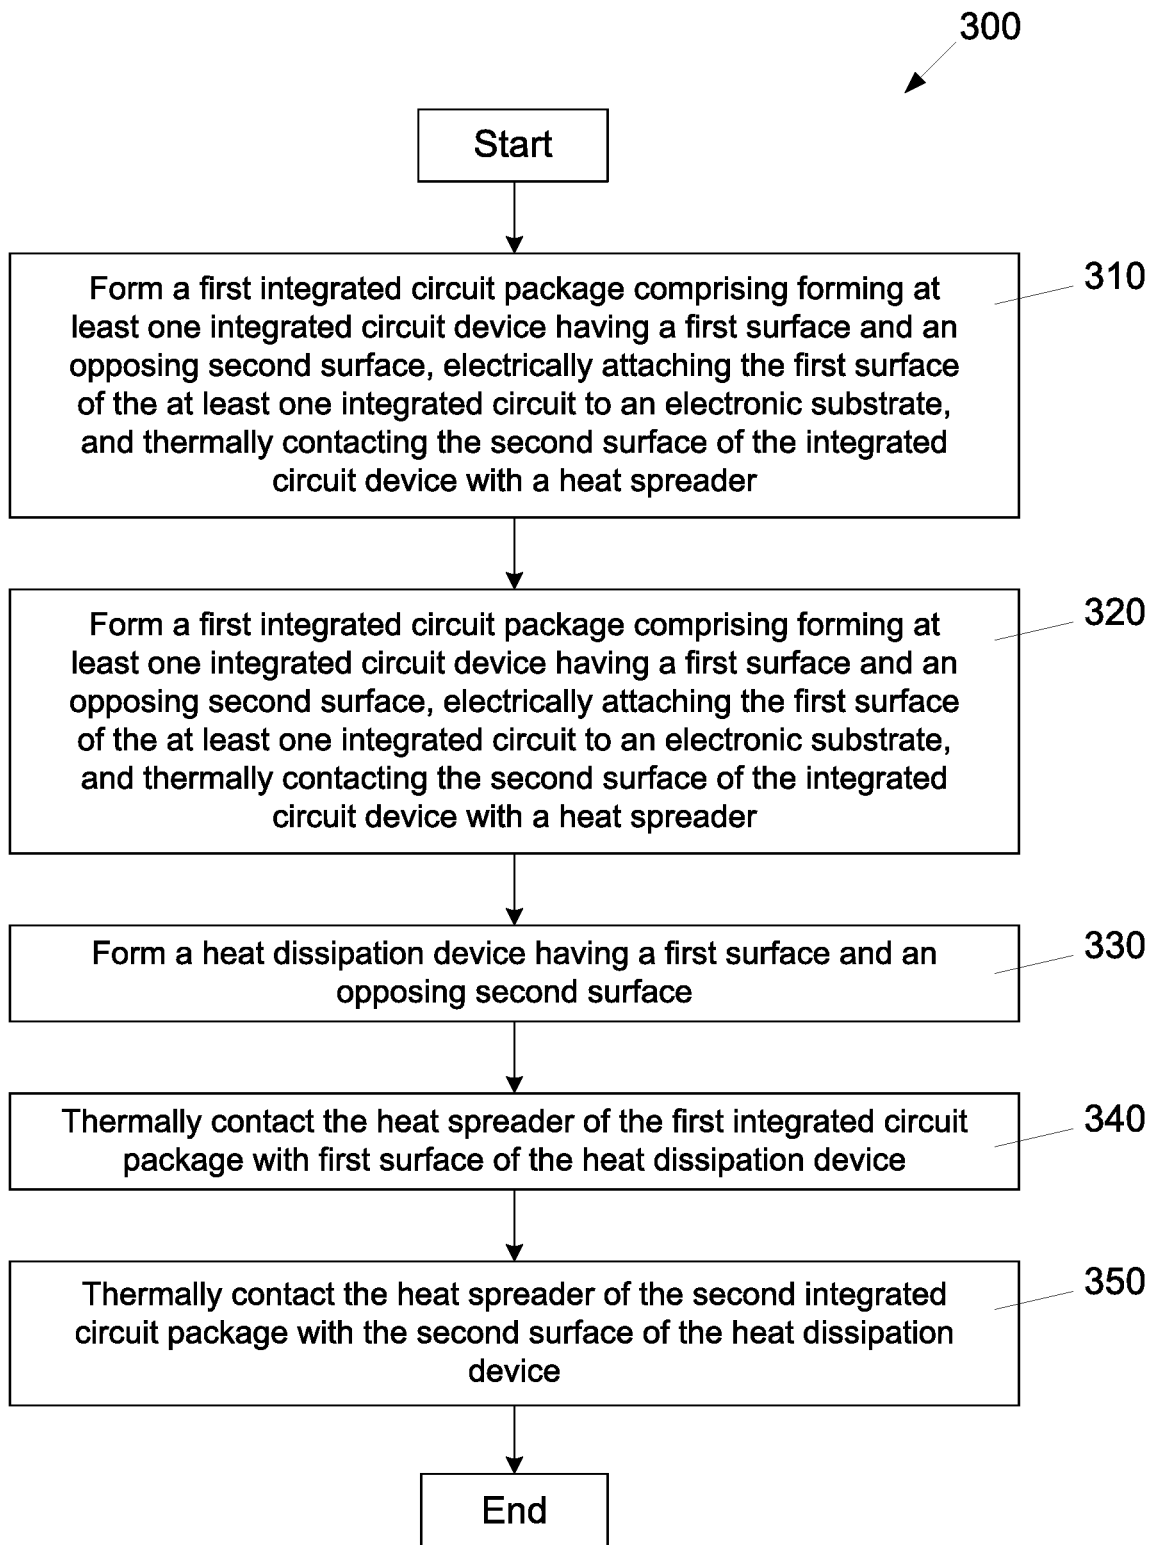 300
Start
Form a first integrated circuit package comprising forming at
least one integrated circuit device having a first surface and an
opposing second surface, electrically attaching the first surface
of the at least one integrated circuit to an electronic substrate,
and thermally contacting the second surface of the integrated
circuit device with a heat spreader
310
Form a first integrated circuit package comprising forming at
least one integrated circuit device having a first surface and an
opposing second surface, electrically attaching the first surface
of the at least one integrated circuit to an electronic substrate,
and thermally contacting the second surface of the integrated
circuit device with a heat spreader
320
Form a heat dissipation device having a first surface and an
opposing second surface
330
Thermally contact the heat spreader of the first integrated circuit
package with first surface of the heat dissipation device
340
Thermally contact the heat spreader of the second integrated
circuit package with the second surface of the heat dissipation
device
350
End